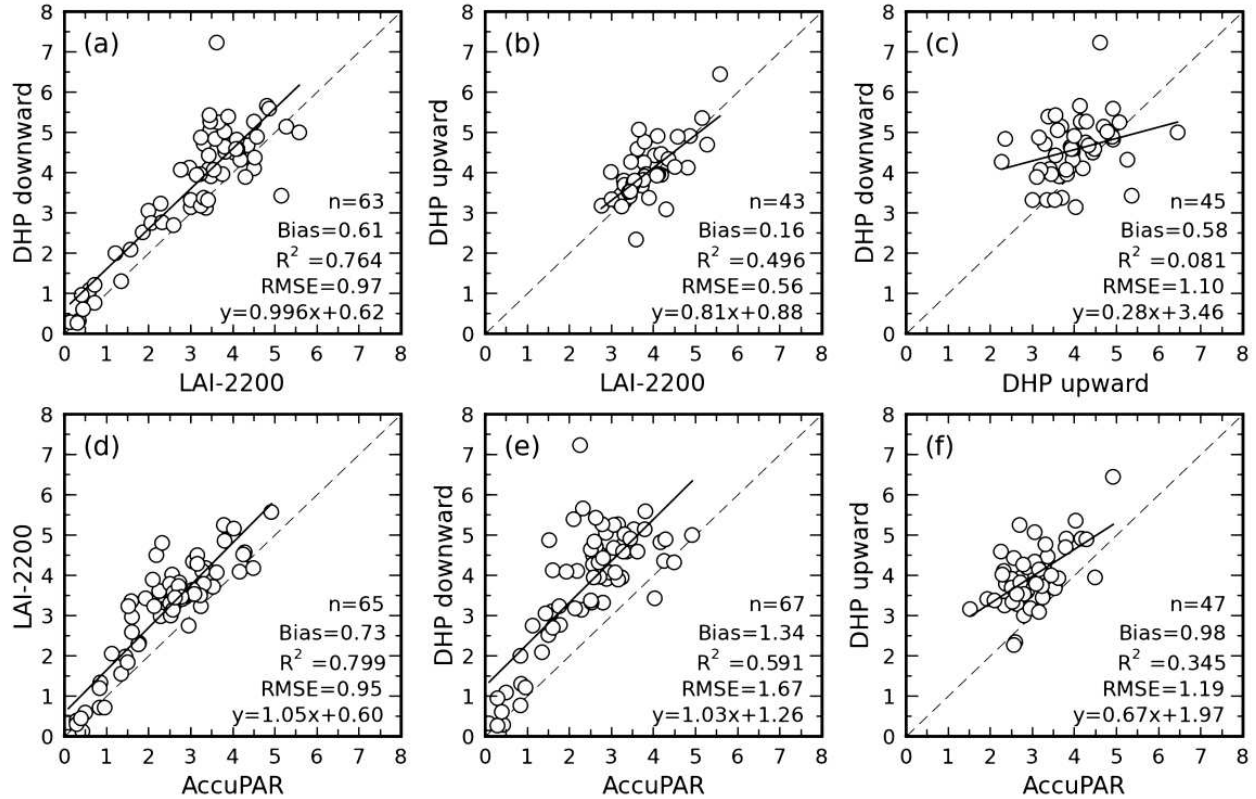 (a)
8
7
6
5
4
3
2
1
0
DHP downward
n=63
Bias=0.61
R² =0.764
RMSE=0.97
y=0.996x+0.62
0 1 2 3 4 5 6 7 8
LAI-2200
(b)
8
7
6
5
4
3
2
1
0
DHP upward
n=43
Bias=0.16
R² =0.496
RMSE=0.56
y=0.81x+0.88
0 1 2 3 4 5 6 7 8
LAI-2200
(c)
8
7
6
5
4
3
2
1
0
DHP downward
n=45
Bias=0.58
R² =0.081
RMSE=1.10
y=0.28x+3.46
0 1 2 3 4 5 6 7 8
DHP upward
(d)
8
7
6
5
4
3
2
1
0
LAI-2200
n=65
Bias=0.73
R² =0.799
RMSE=0.95
y=1.05x+0.60
0 1 2 3 4 5 6 7 8
AccuPAR
(e)
8
7
6
5
4
3
2
1
0
DHP downward
n=67
Bias=1.34
R² =0.591
RMSE=1.67
y=1.03x+1.26
0 1 2 3 4 5 6 7 8
AccuPAR
(f)
8
7
6
5
4
3
2
1
0
DHP upward
n=47
Bias=0.98
R² =0.345
RMSE=1.19
y=0.67x+1.97
0 1 2 3 4 5 6 7 8
AccuPAR